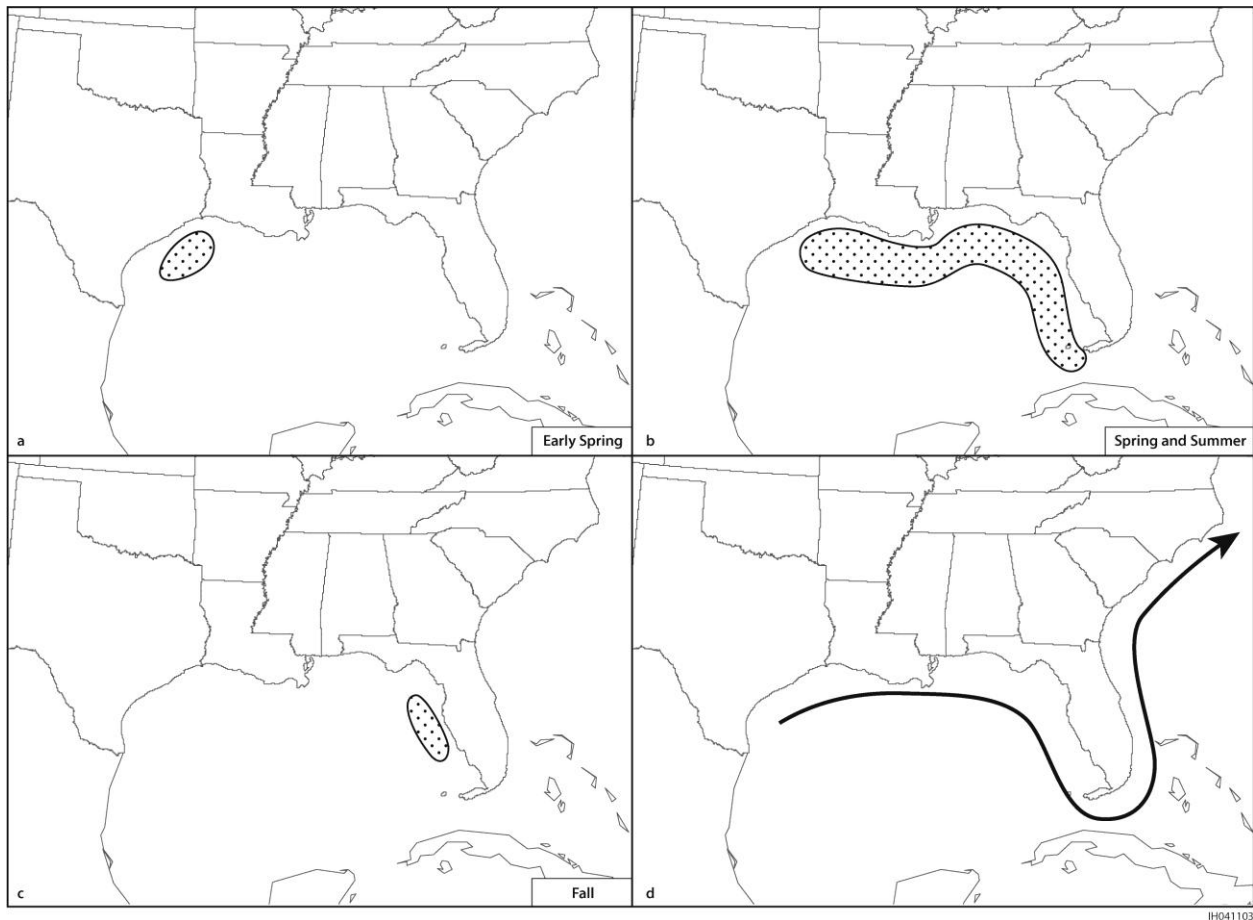 a
Early Spring
b
Spring and Summer
c
Fall
d
IH041103